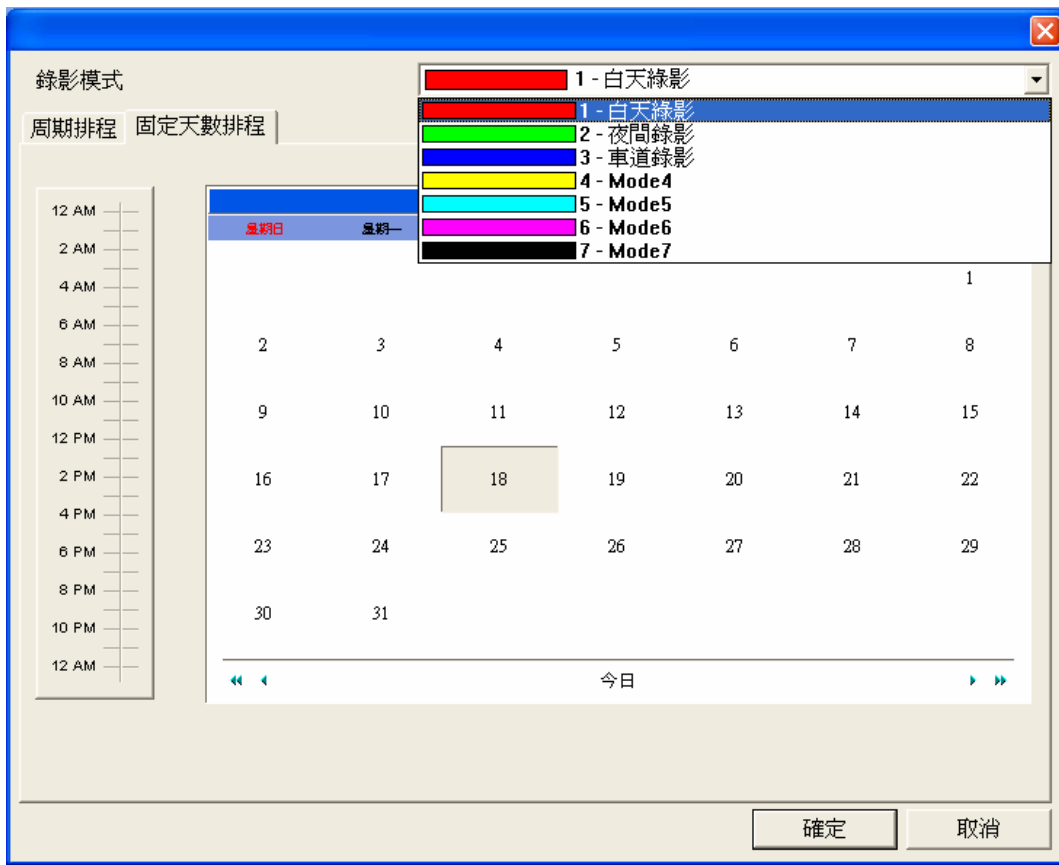 錄影模式
1 - 白天綠影
1 - 白天綠影
2 - 夜間錄影
3 - 車道錄影
4 - Mode4
5 - Mode5
6 - Mode6
7 - Mode7
周期排程 固定天數排程
12 AM
2 AM
4 AM
6 AM
8 AM
10 AM
12 PM
2 PM
4 PM
6 PM
8 PM
10 PM
12 AM
星期日 星期一
1
2 3 4 5 6 7 8
9 10 11 12 13 14 15
16 17 18 19 20 21 22
23 24 25 26 27 28 29
30 31
今日
確定 取消